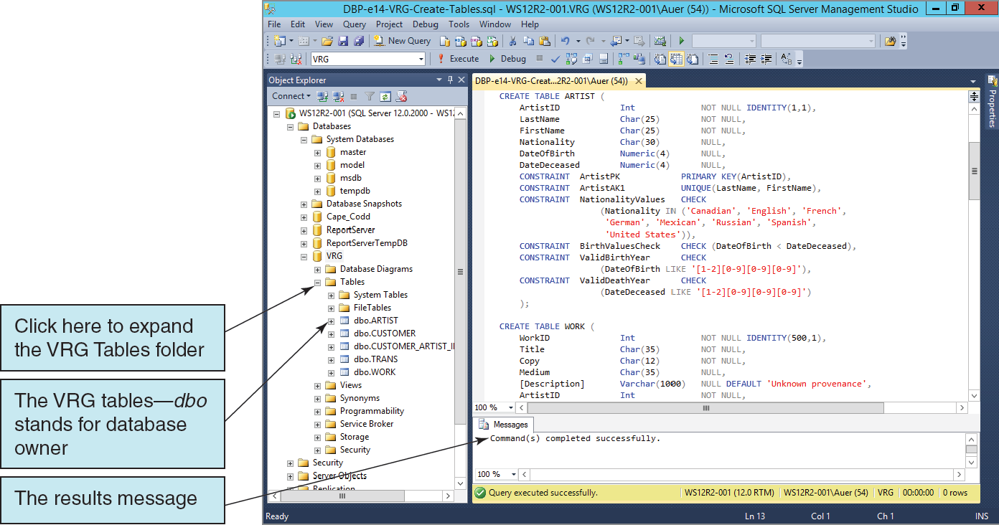 DBP-e14-VRG-Create-Tables.sql - WS12R2-001.VRG (WS12R2-001\Auer (54)) - Microsoft SQL Server Management Studio
File Edit View Query Project Debug Tools Window Help
New Query
VRG Execute Debug
Object Explorer
Connect
WS12R2-001 (SQL Server 12.0.2000 - WS12
Databases
System Databases
master
model
msdb
tempdb
Database Snapshots
Cape_Codd
ReportServer
ReportServerTempDB
VRG
Database Diagrams
Tables
System Tables
FileTables
dbo.ARTIST
dbo.CUSTOMER
dbo.CUSTOMER_ARTIST_I
dbo.TRANS
dbo.WORK
Views
Synonyms
Programmability
Service Broker
Storage
Security
Security
Server Objects
Replication
DBP-e14-VRG-Creat...2R2-001\Auer (54))
CREATE TABLE ARTIST (
ArtistID Int NOT NULL IDENTITY(1,1),
LastName Char(25) NOT NULL,
FirstName Char(25) NOT NULL,
Nationality Char(30) NULL,
DateOfBirth Numeric(4) NULL,
DateDeceased Numeric(4) NULL,
CONSTRAINT ArtistPK PRIMARY KEY(ArtistID),
CONSTRAINT ArtistAK1 UNIQUE(LastName, FirstName),
CONSTRAINT NationalityValues CHECK
(Nationality IN ('Canadian', 'English', 'French',
'German', 'Mexican', 'Russian', 'Spanish',
'United States')),
CONSTRAINT BirthValuesCheck CHECK (DateOfBirth < DateDeceased),
CONSTRAINT ValidBirthYear CHECK
(DateOfBirth LIKE '[1-2][0-9][0-9][0-9]'),
CONSTRAINT ValidDeathYear CHECK
(DateDeceased LIKE '[1-2][0-9][0-9][0-9]')
);
CREATE TABLE WORK (
WorkID Int NOT NULL IDENTITY(500,1),
Title Char(35) NOT NULL,
Copy Char(12) NOT NULL,
Medium Char(35) NULL,
[Description] Varchar(1000) NULL DEFAULT 'Unknown provenance',
ArtistID Int NOT NULL,
100 %
Messages
Command(s) completed successfully.
100 %
Query executed successfully. WS12R2-001 (12.0 RTM) WS12R2-001\Auer (54) VRG 00:00:00 0 rows
Ready Ln 13 Col 1 Ch 1 INS
Properties
Click here to expand
the VRG Tables folder
The VRG tables—dbo
stands for database
owner
The results message